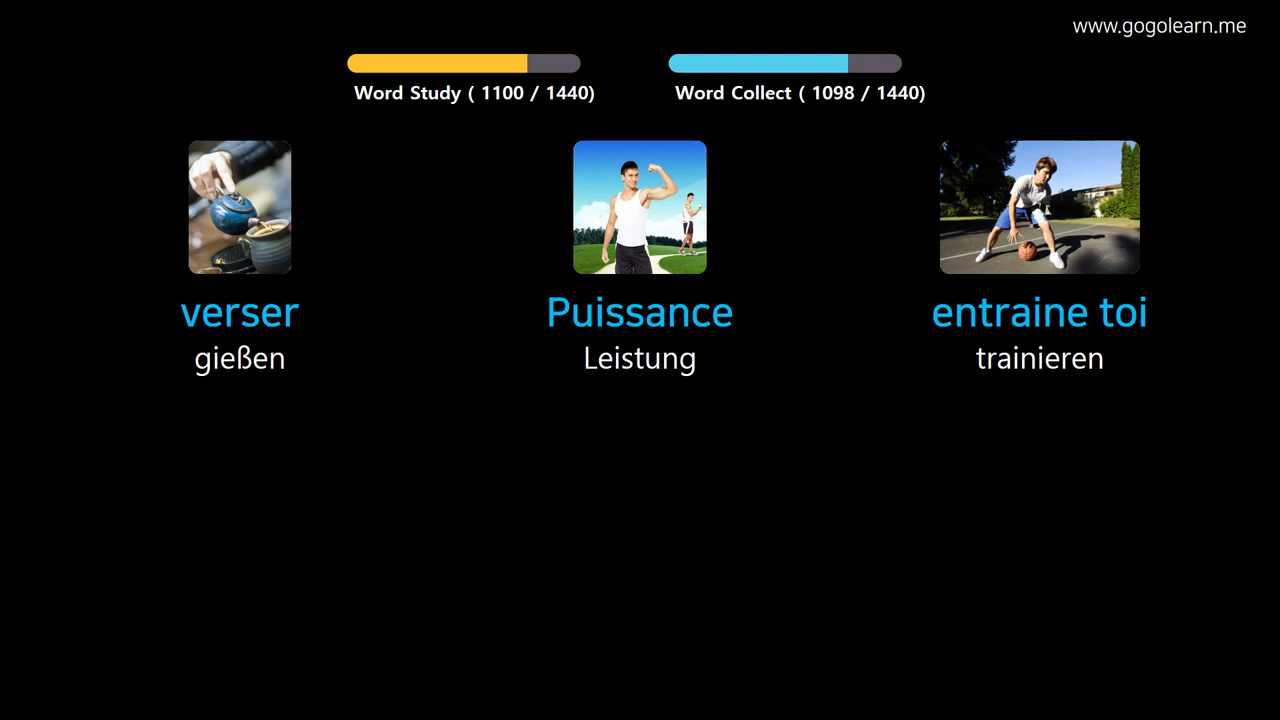 www.gogolearn.me
Word Study ( 1100 / 1440)
Word Collect ( 1098 / 1440)
verser
gießen
Puissance
Leistung
entraine toi
trainieren